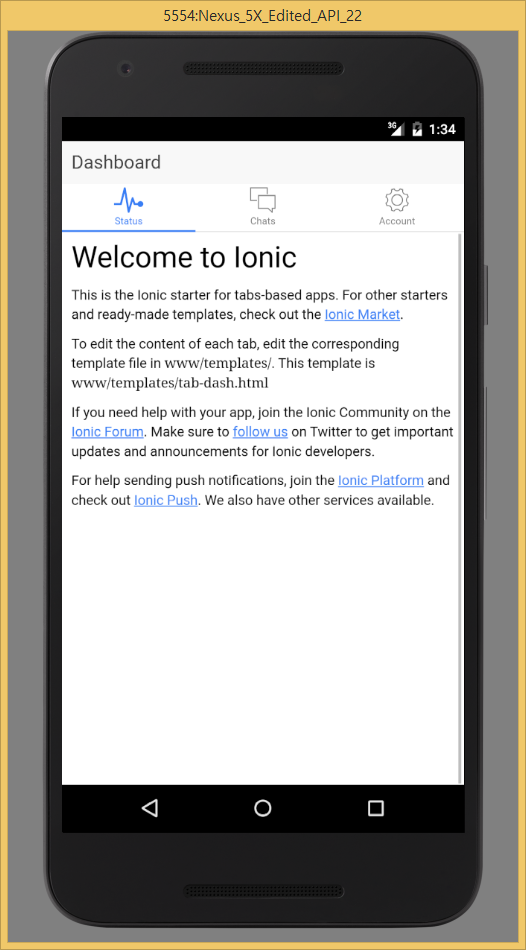 5554:Nexus_5X_Edited_API_22
3G
1:34
Dashboard
Status
Chats
Account
Welcome to Ionic
This is the Ionic starter for tabs-based apps. For other starters
and ready-made templates, check out the Ionic Market.
To edit the content of each tab, edit the corresponding
template file in www/templates/. This template is
www/templates/tab-dash.html
If you need help with your app, join the Ionic Community on the
Ionic Forum. Make sure to follow us on Twitter to get important
updates and announcements for Ionic developers.
For help sending push notifications, join the Ionic Platform and
check out Ionic Push. We also have other services available.